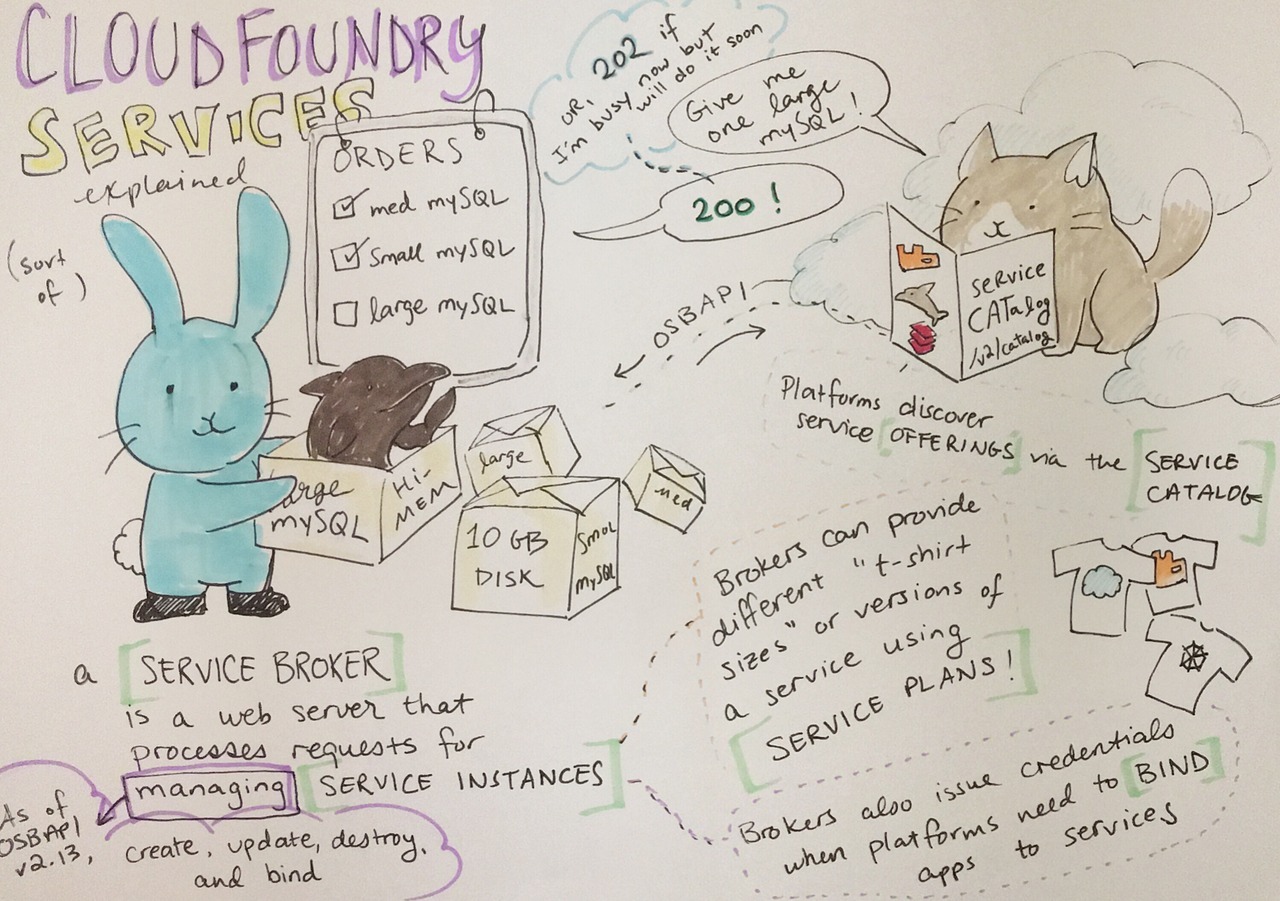 CLOUD FOUNDRY
SERVICES
explained
(sort
of)
ORDERS
med mySQL
Small mySQL
large mySQL
or, 202 if
I'm busy now but
will do it soon
Give me
one large
mySQL!
200!
OSBAPI
service
CATalog
/v2/catalog
Platforms discover
service OFFERINGS via the SERVICE
CATALOG
large
mySQL
Hi-
MEM
large
med
10 GB
DISK
Smol
mySQL
Brokers can provide
different "t-shirt
sizes" or versions of
a service using
SERVICE PLANS!
a SERVICE BROKER
is a web server that
processes requests for
managing SERVICE INSTANCES
As of
OSBAPI
v2.13,
create, update, destroy,
and bind
Brokers also issue credentials
when platforms need to BIND
apps to services